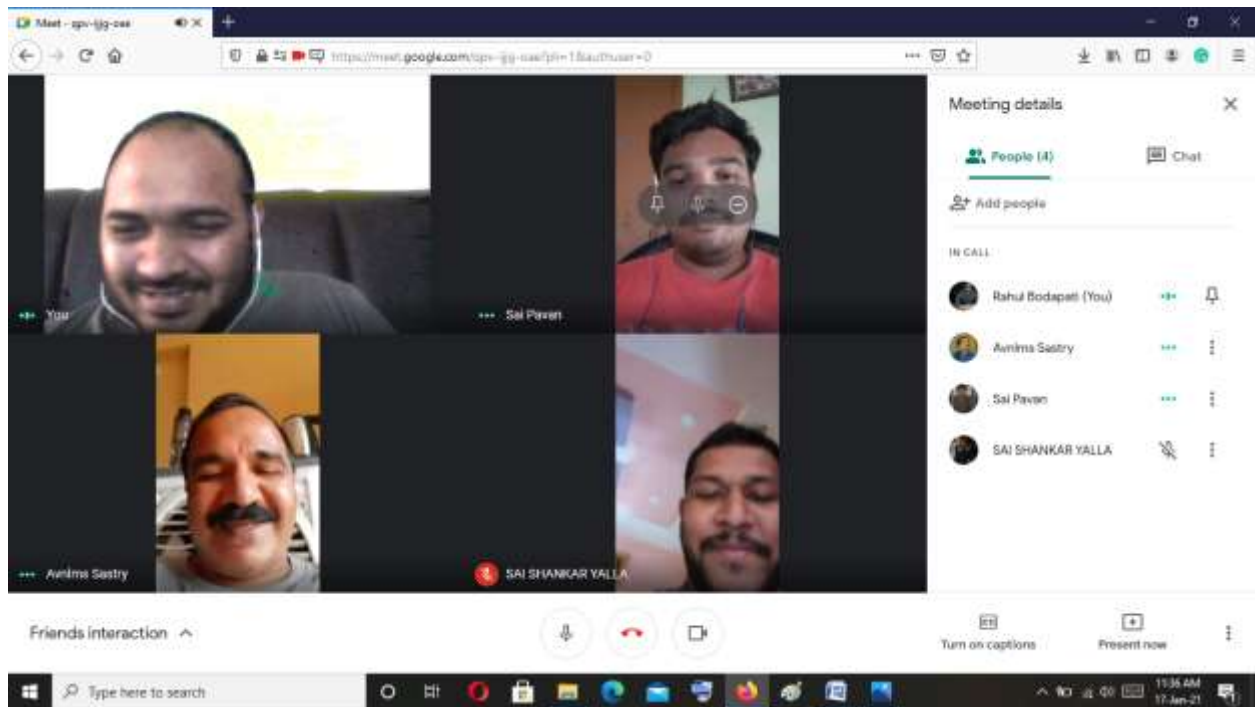 Meet - qpv-ijjg-oae
https://meet.google.com/qpv-ijjg-oae?pli=1&authuser=0
Meeting details
People (4)
Chat
Add people
IN CALL
Rahul Bodapati (You)
Avnims Sastry
Sai Pavan
SAI SHANKAR YALLA
You
Sai Pavan
Avnims Sastry
SAI SHANKAR YALLA
Friends interaction
Turn on captions
Present now
Type here to search
11:36 AM
17-Jan-21